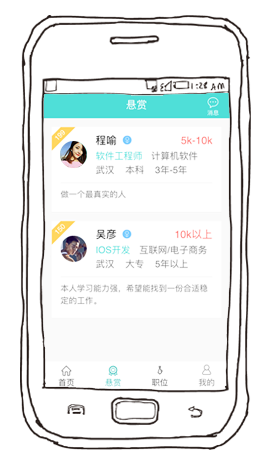 1:28 AM
悬赏
消息
199
程喻
5k-10k
软件工程师 计算机软件
武汉 本科 3年-5年
做一个最真实的人
吴彦
10k以上
IOS开发 互联网/电子商务
武汉 大专 5年以上
本人学习能力强，希望能找到一份合适稳
定的工作。
首页 悬赏 职位 我的